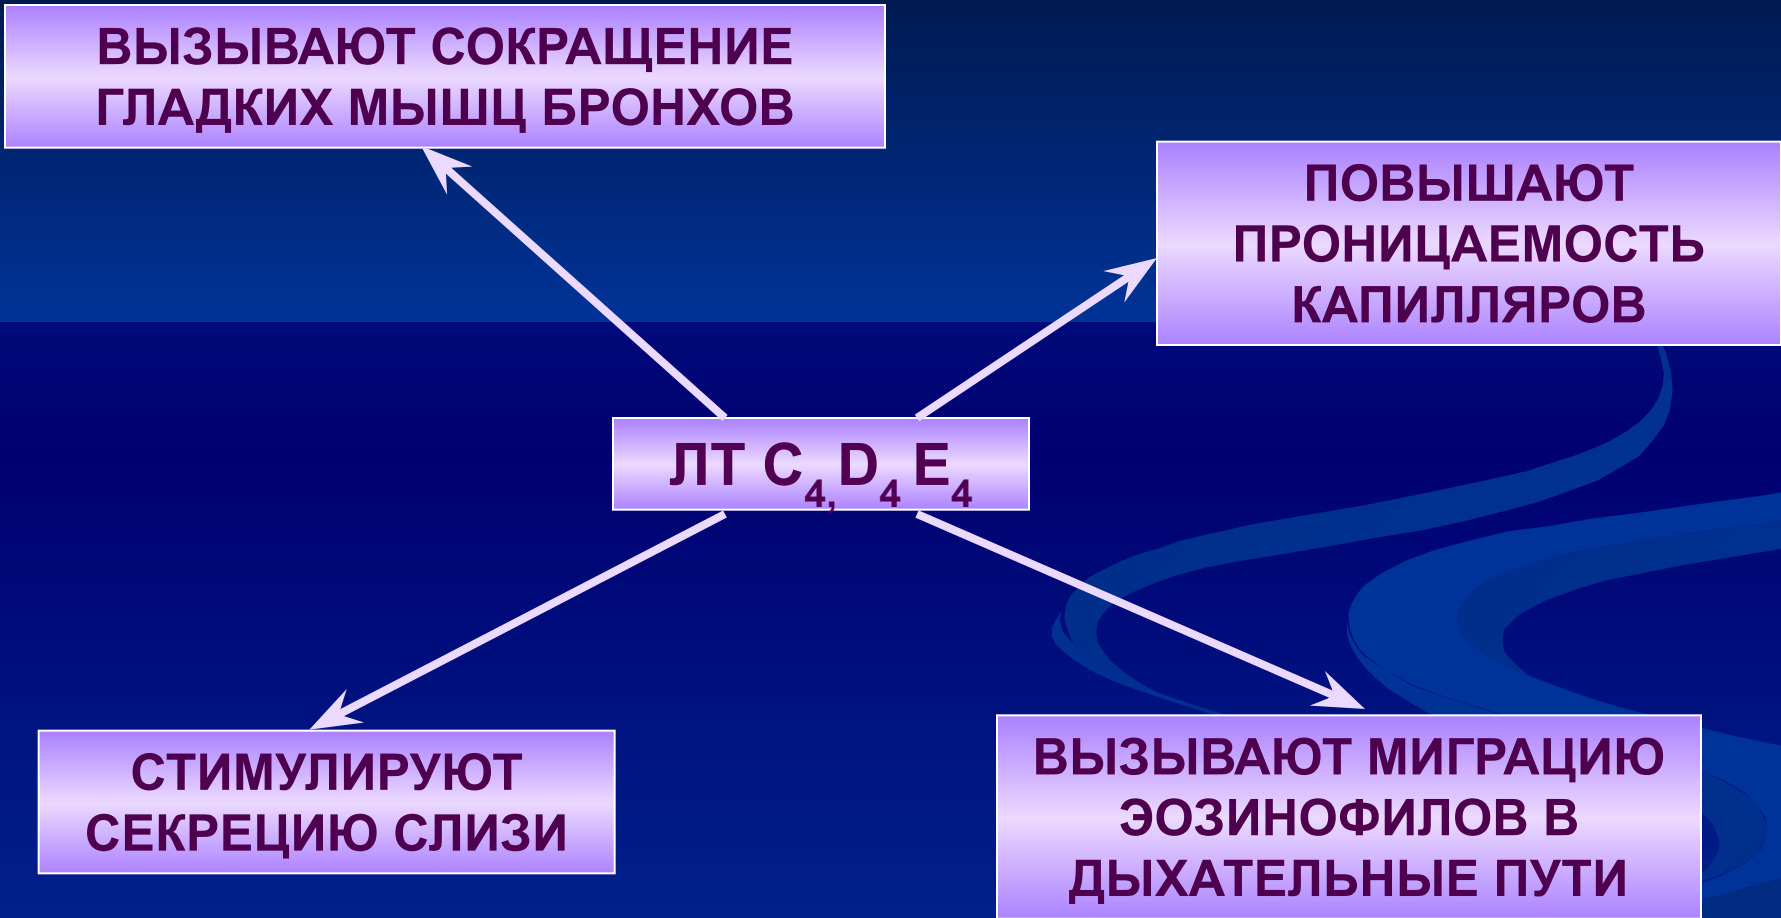 ВЫЗЫВАЮТ СОКРАЩЕНИЕ
ГЛАДКИХ МЫШЦ БРОНХОВ
ПОВЫШАЮТ
ПРОНИЦАЕМОСТЬ
КАПИЛЛЯРОВ
ЛТ C4,D4 E4
СТИМУЛИРУЮТ
СЕКРЕЦИЮ СЛИЗИ
ВЫЗЫВАЮТ МИГРАЦИЮ
ЭОЗИНОФИЛОВ В
ДЫХАТЕЛЬНЫЕ ПУТИ